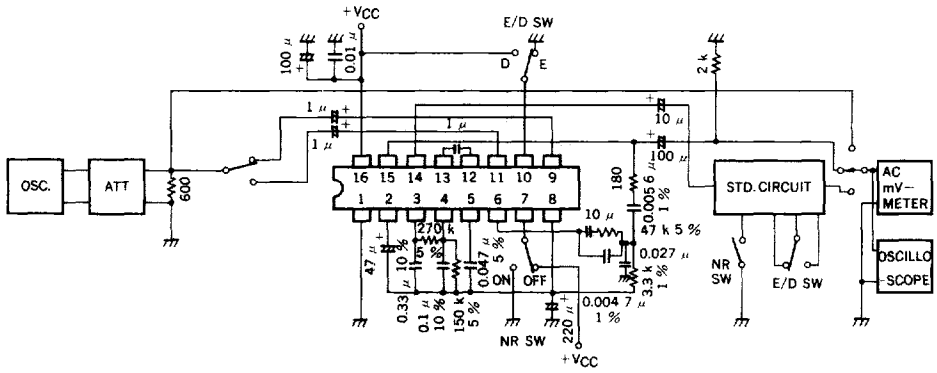 +VCC
E/D SW
100 μ
+
0.01 μ
D
E
2 k
1 μ
+
+
1 μ
1 μ
+
10 μ
+
100 μ
OSC.
ATT
600
16 15 14 13 12 11 10 9
1 2 3 4 5 6 7 8
180
0.005 6 μ
1 %
STD. CIRCUIT
AC
mV–
METER
OSCILLO
–SCOPE
47 μ
+
10 %
270 k
5 %
0.047 μ
5 %
10 μ
47 k 5 %
0.027 μ
3.3 k
1 %
0.33 μ
0.1 μ
10 %
150 k
5 %
ON
OFF
220 μ
+
0.004 7 μ
1 %
NR SW
+VCC
NR
SW
E/D SW